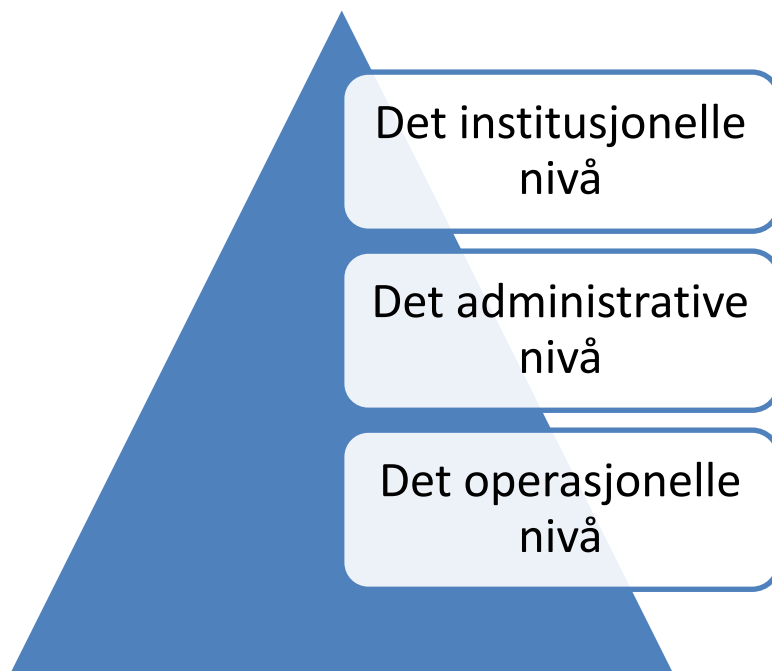 Det institusjonelle
nivå
Det administrative
nivå
Det operasjonelle
nivå